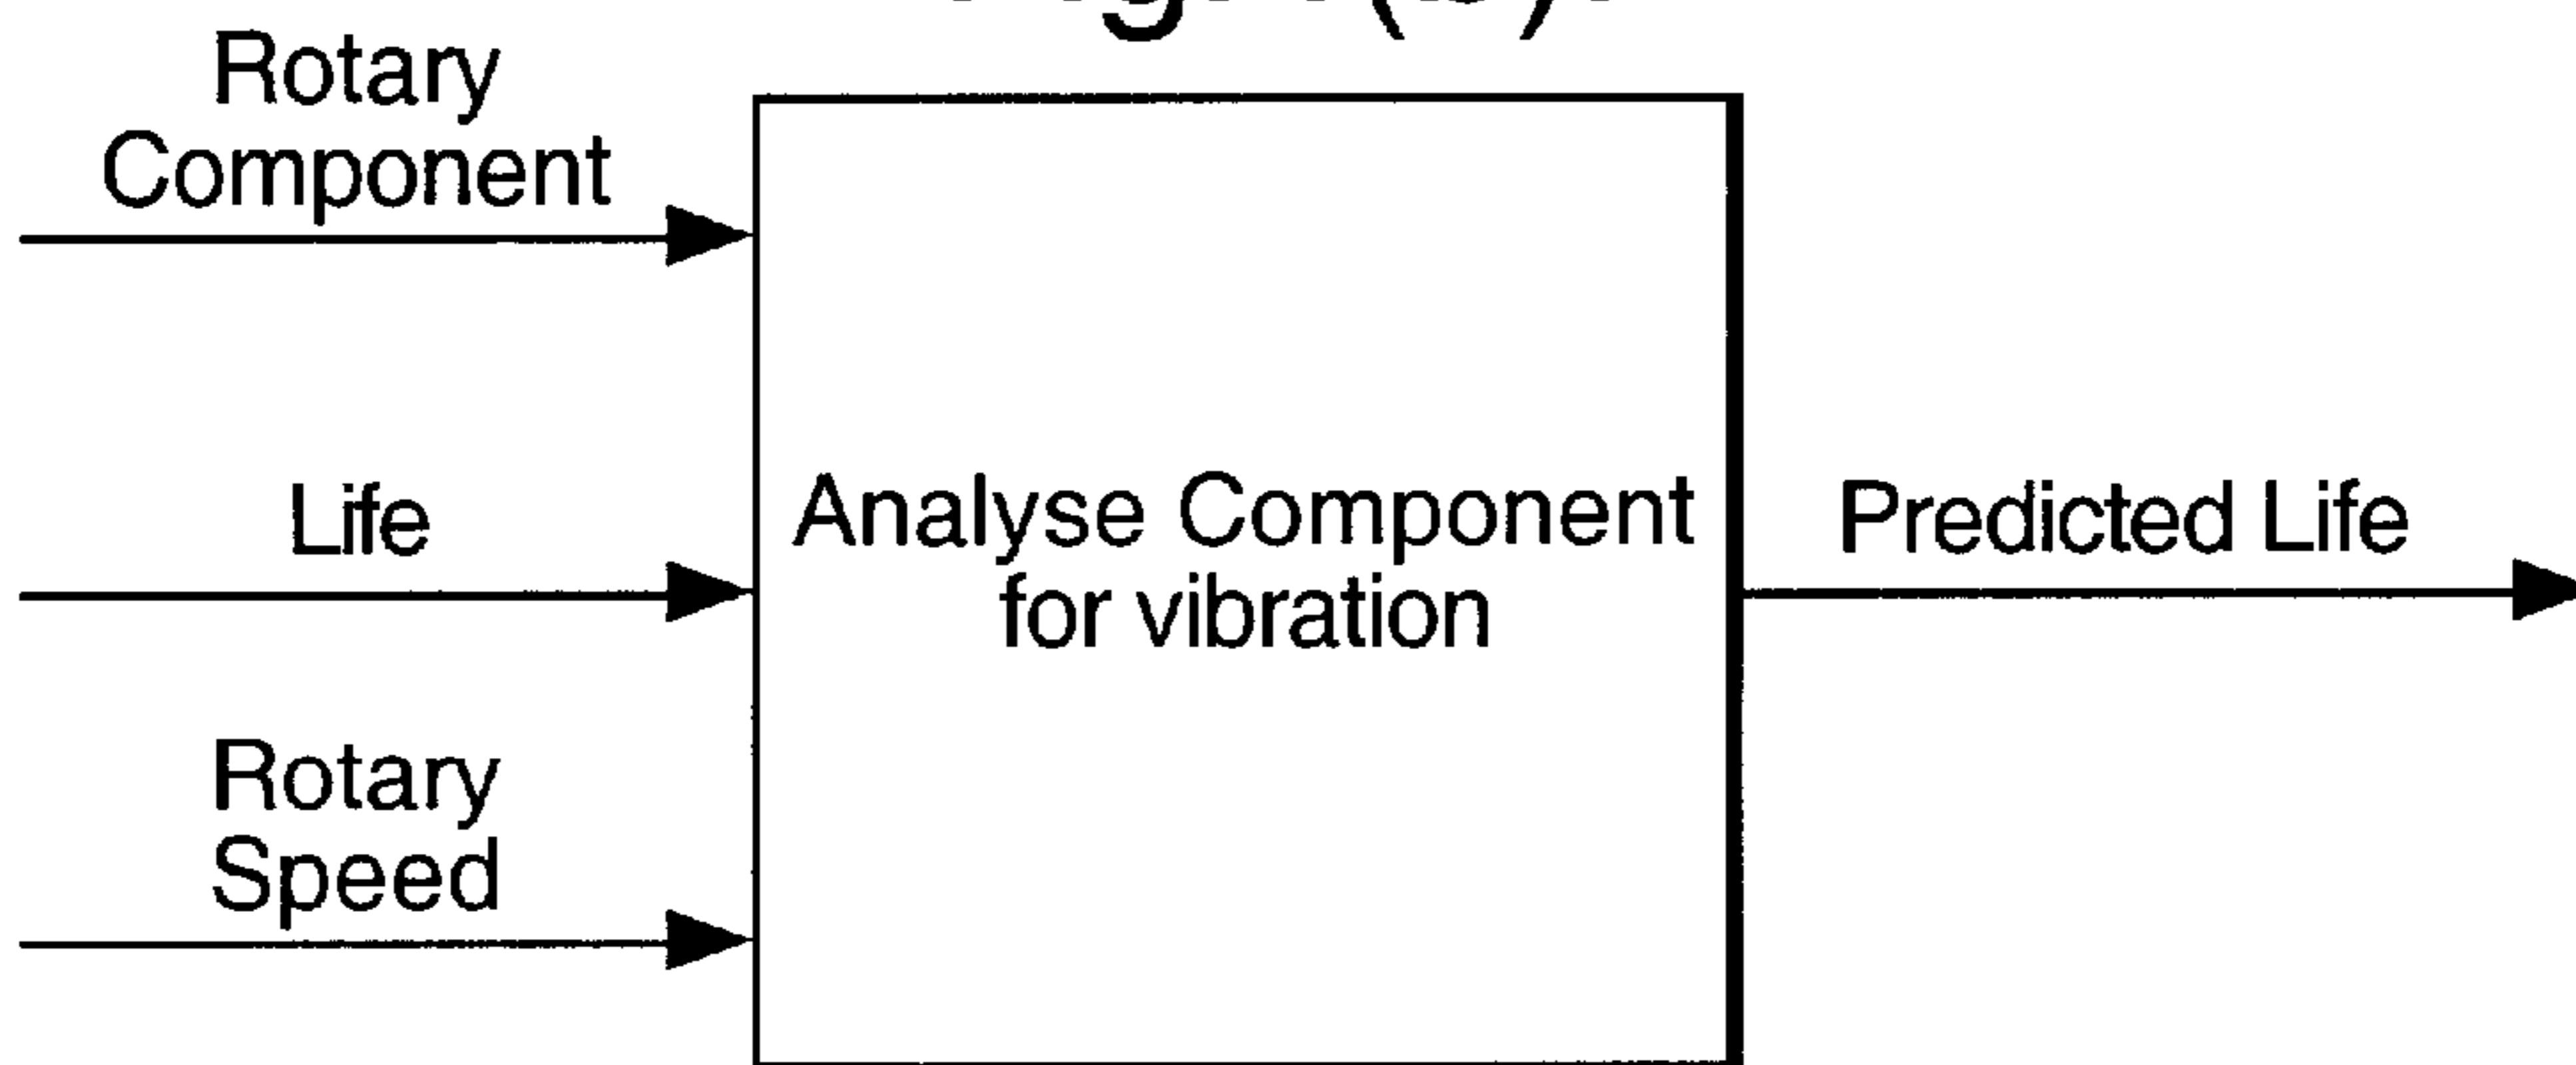 Rotary
Component
Life
Analyse Component
for vibration
Predicted Life
Rotary
Speed